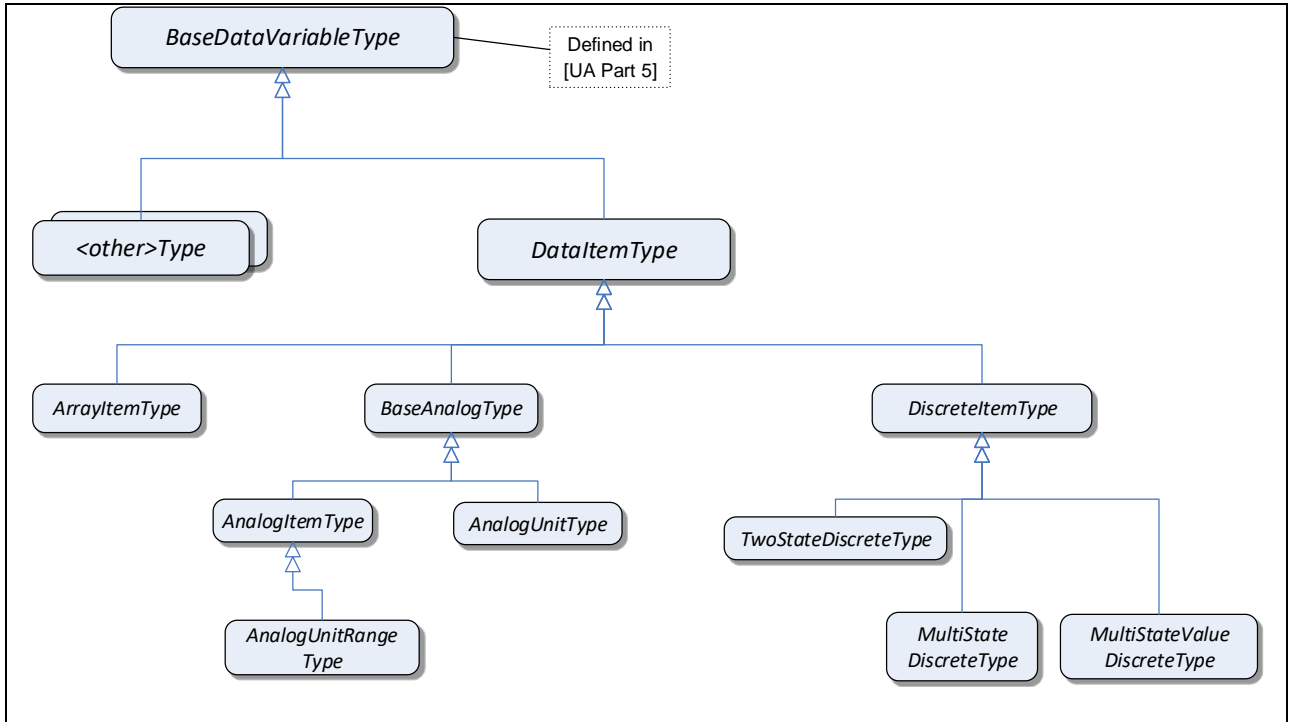 BaseDataVariableType
Defined in
[UA Part 5]
<other>Type
DataItemType
ArrayItemType
BaseAnalogType
DiscreteItemType
AnalogItemType
AnalogUnitType
TwoStateDiscreteType
AnalogUnitRange
Type
MultiState
DiscreteType
MultiStateValue
DiscreteType